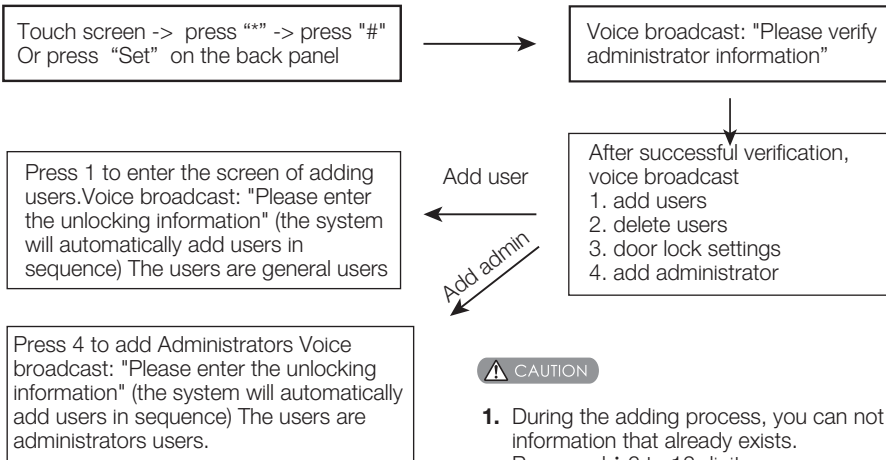 Touch screen -> press “*” -> press "#"
Or press “Set” on the back panel
Voice broadcast: "Please verify
administrator information”
After successful verification,
voice broadcast
1. add users
2. delete users
3. door lock settings
4. add administrator
Add user
Press 1 to enter the screen of adding
users.Voice broadcast: "Please enter
the unlocking information" (the system
will automatically add users in
sequence) The users are general users
Add admin
Press 4 to add Administrators Voice
broadcast: "Please enter the unlocking
information" (the system will automatically
add users in sequence) The users are
administrators users.
CAUTION
1. During the adding process, you can not
information that already exists.